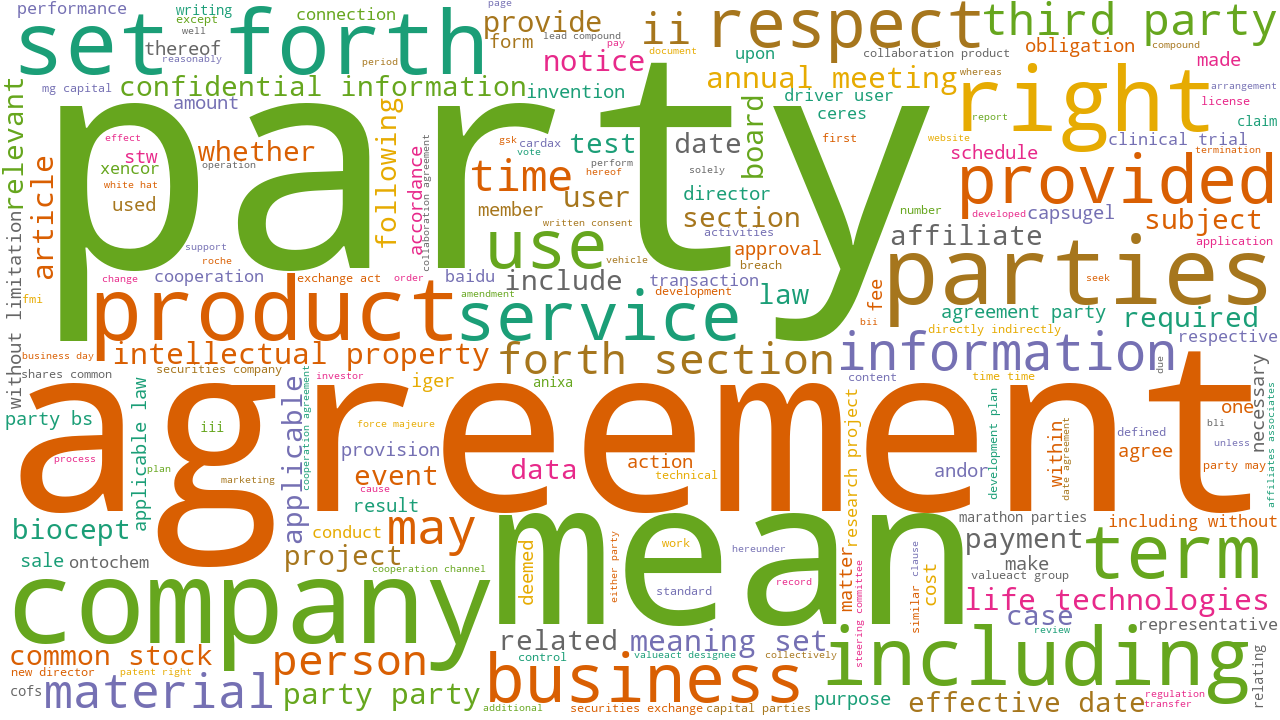 performance
writing
except
well
connection
page
provide
ii
respect
third party
set forth
thereof
reasonably
period
form
lead compound
pay
document
notice
upon
collaboration product
obligation
compound
made
confidential information
mg capital
amount
invention
annual meeting
whereas
right
arrangement
license
claim
relevant
party
driver user
ceres
report
website
clinical trial
termination
effect
stw
xencor
white hat
used
whether
operation
following
accordance
collaboration agreement
gsk
cardax
vote
test
perform
hereof
date
solely
board
first
schedule
article
time
user
member
written consent
director
section
activities
approval
breach
number
provided
developed
capsugel
subject
application
affiliate
parties
seek
without limitation
support
roche
cooperation
change
exchange act
order
use
vehicle
baidu
include
transaction
development
law
fee
bii
agreement party
required
fmi
product
amendment
service
directly indirectly
respective
business day
intellectual property
forth section
information
shares common
securities company
investor
iger
anixa
content
time time
due
necessary
agreement
party bs
applicable law
iii
applicable
cooperation agreement
force majeure
provision
research project
development plan
within
date agreement
defined
agree
one
bli
unless
party may
affiliates associates
process
plan
marketing
event
cause
result
data
action
technical
andor
biocept
sale
ontochem
conduct
project
may
cooperation channel
mean
deemed
either party
work
hereunder
standard
record
matter
steering committee
similar clause
cost
marathon parties
including without
payment
make
valueact group
term
company
life technologies
case
review
representative
related
meaning set
control
valueact designee
collectively
including
relating
common stock
new director
patent right
person
cofs
material
party party
additional
business
securities exchange
capital parties
purpose
effective date
regulation
transfer